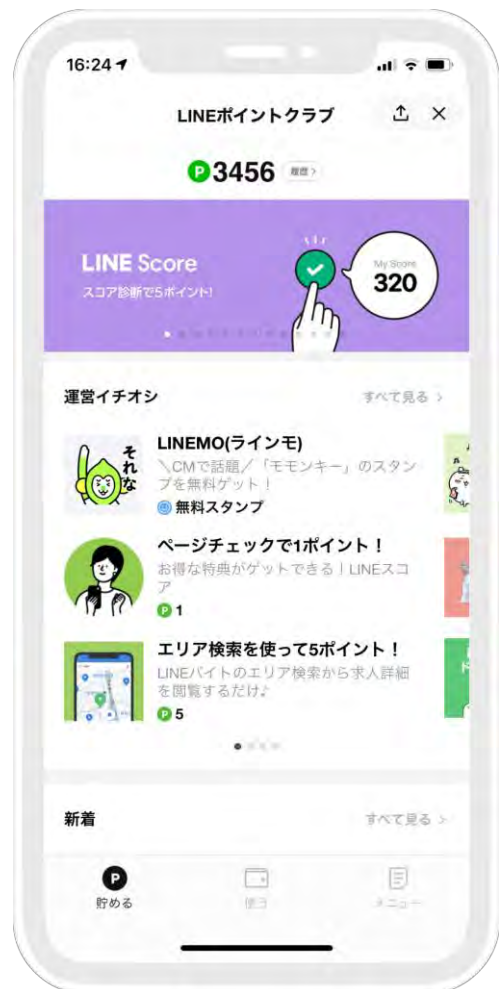 16:24
LINEポイントクラブ
P 3456 履歴 >
LINE Score
スコア診断で5ポイント!
My Score
320
運営イチオシ
すべて見る >
それな
LINEMO(ラインモ)
＼CMで話題／「モモンキー」のスタン
プを無料ゲット！
無料スタンプ
ページチェックで1ポイント！
お得な特典がゲットできる！LINEスコ
ア
P 1
エリア検索を使って5ポイント！
LINEバイトのエリア検索から求人詳細
を閲覧するだけ♪
P 5
新着
すべて見る >
P
貯める
使う
メニュー